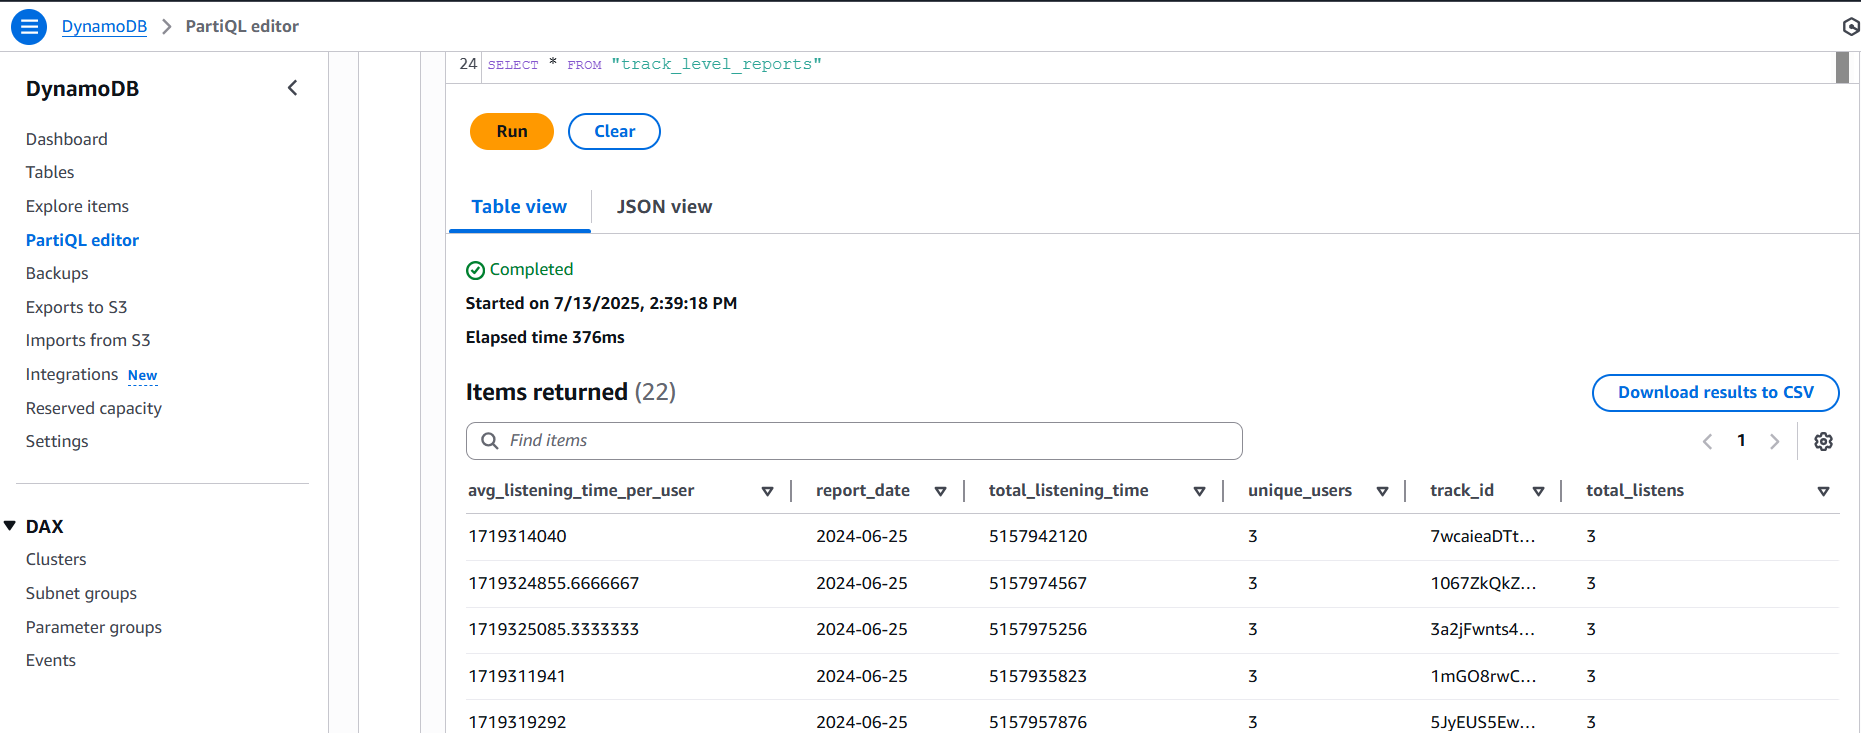 DynamoDB > PartiQL editor
DynamoDB
Dashboard
Tables
Explore items
PartiQL editor
Backups
Exports to S3
Imports from S3
Integrations New
Reserved capacity
Settings
DAX
Clusters
Subnet groups
Parameter groups
Events
24 SELECT * FROM "track_level_reports"
Run Clear
Table view JSON view
Completed
Started on 7/13/2025, 2:39:18 PM
Elapsed time 376ms
Items returned (22) Download results to CSV
Find items 1
avg_listening_time_per_user report_date total_listening_time unique_users track_id total_listens
1719314040 2024-06-25 5157942120 3 7wcaieaDTt... 3
1719324855.6666667 2024-06-25 5157974567 3 1067ZkQkZ... 3
1719325085.3333333 2024-06-25 5157975256 3 3a2jFwnts4... 3
1719311941 2024-06-25 5157935823 3 1mGO8rwC... 3
1719319292 2024-06-25 5157957876 3 5JyEUS5Ew... 3